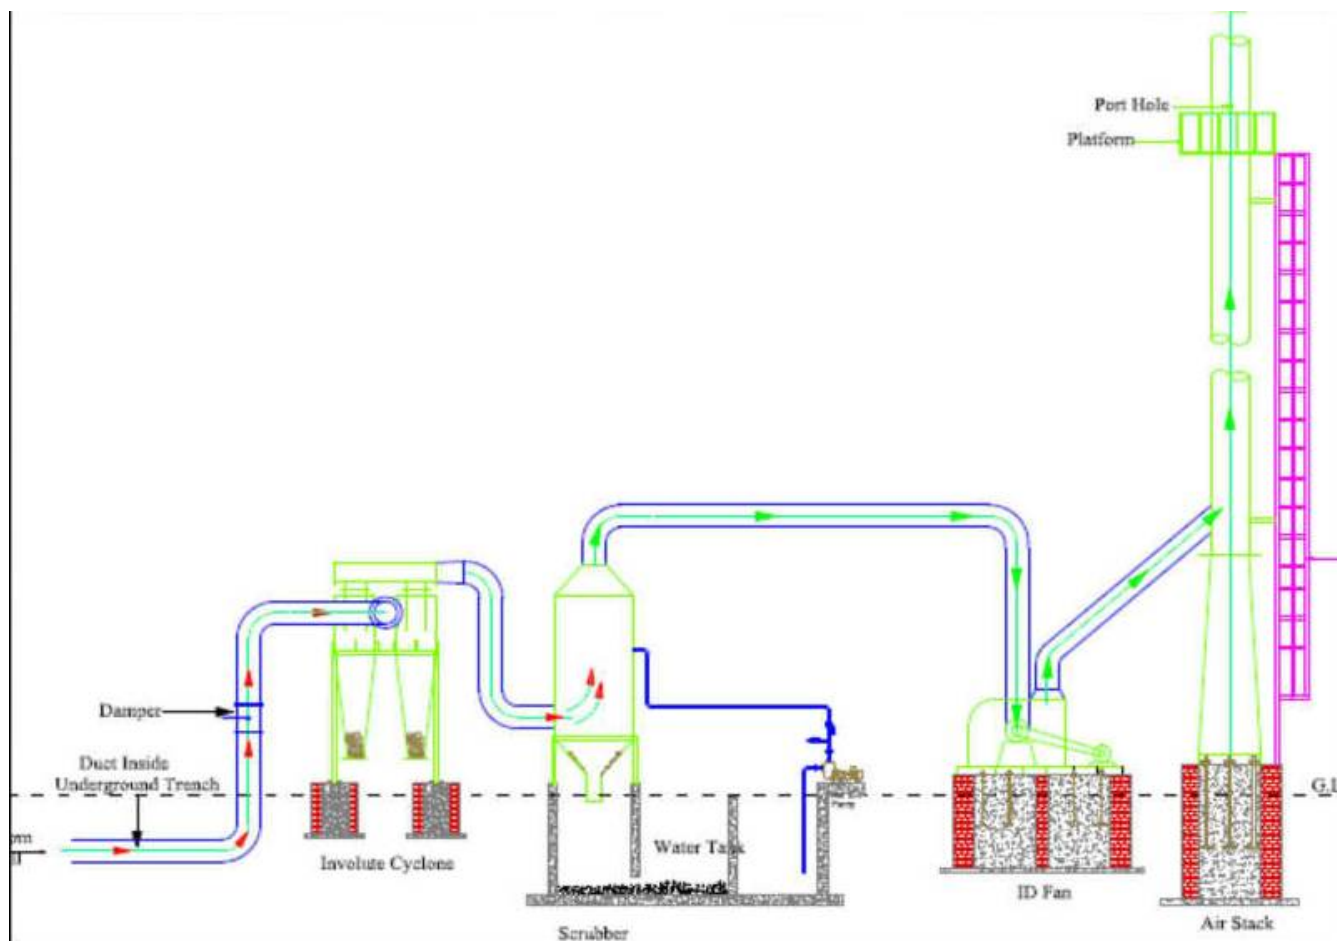 Port Hole
Platform
Damper
Duct Inside
Underground Trench
G.L
Involute Cyclone
Water Tank
ID Fan
Air Stack
Scrubber